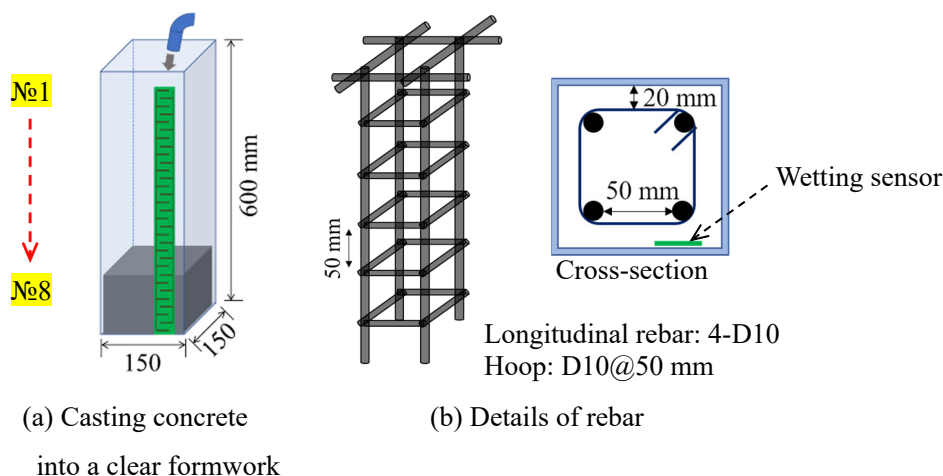 №1
№8
600 mm
150
150
(a) Casting concrete
into a clear formwork
50 mm
20 mm
50 mm
Wetting sensor
Cross-section
Longitudinal rebar: 4-D10
Hoop: D10@50 mm
(b) Details of rebar